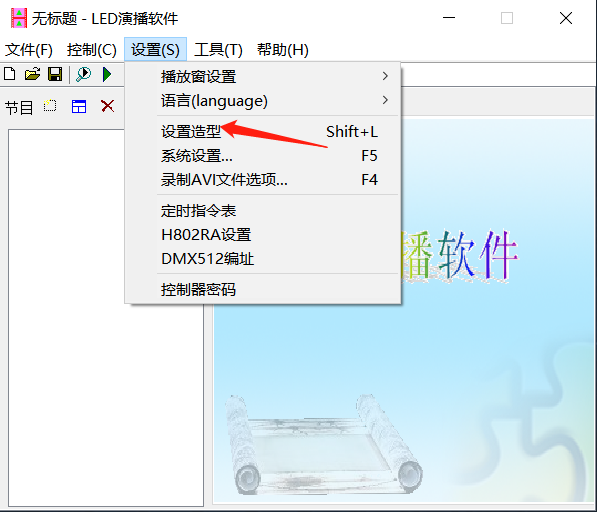 无标题 - LED演播软件
文件(F) 控制(C) 设置(S) 工具(T) 帮助(H)
播放窗设置
语言(language)
节目
设置造型 Shift+L
系统设置... F5
录制AVI文件选项... F4
定时指令表
H802RA设置
DMX512编址
播软件
控制器密码